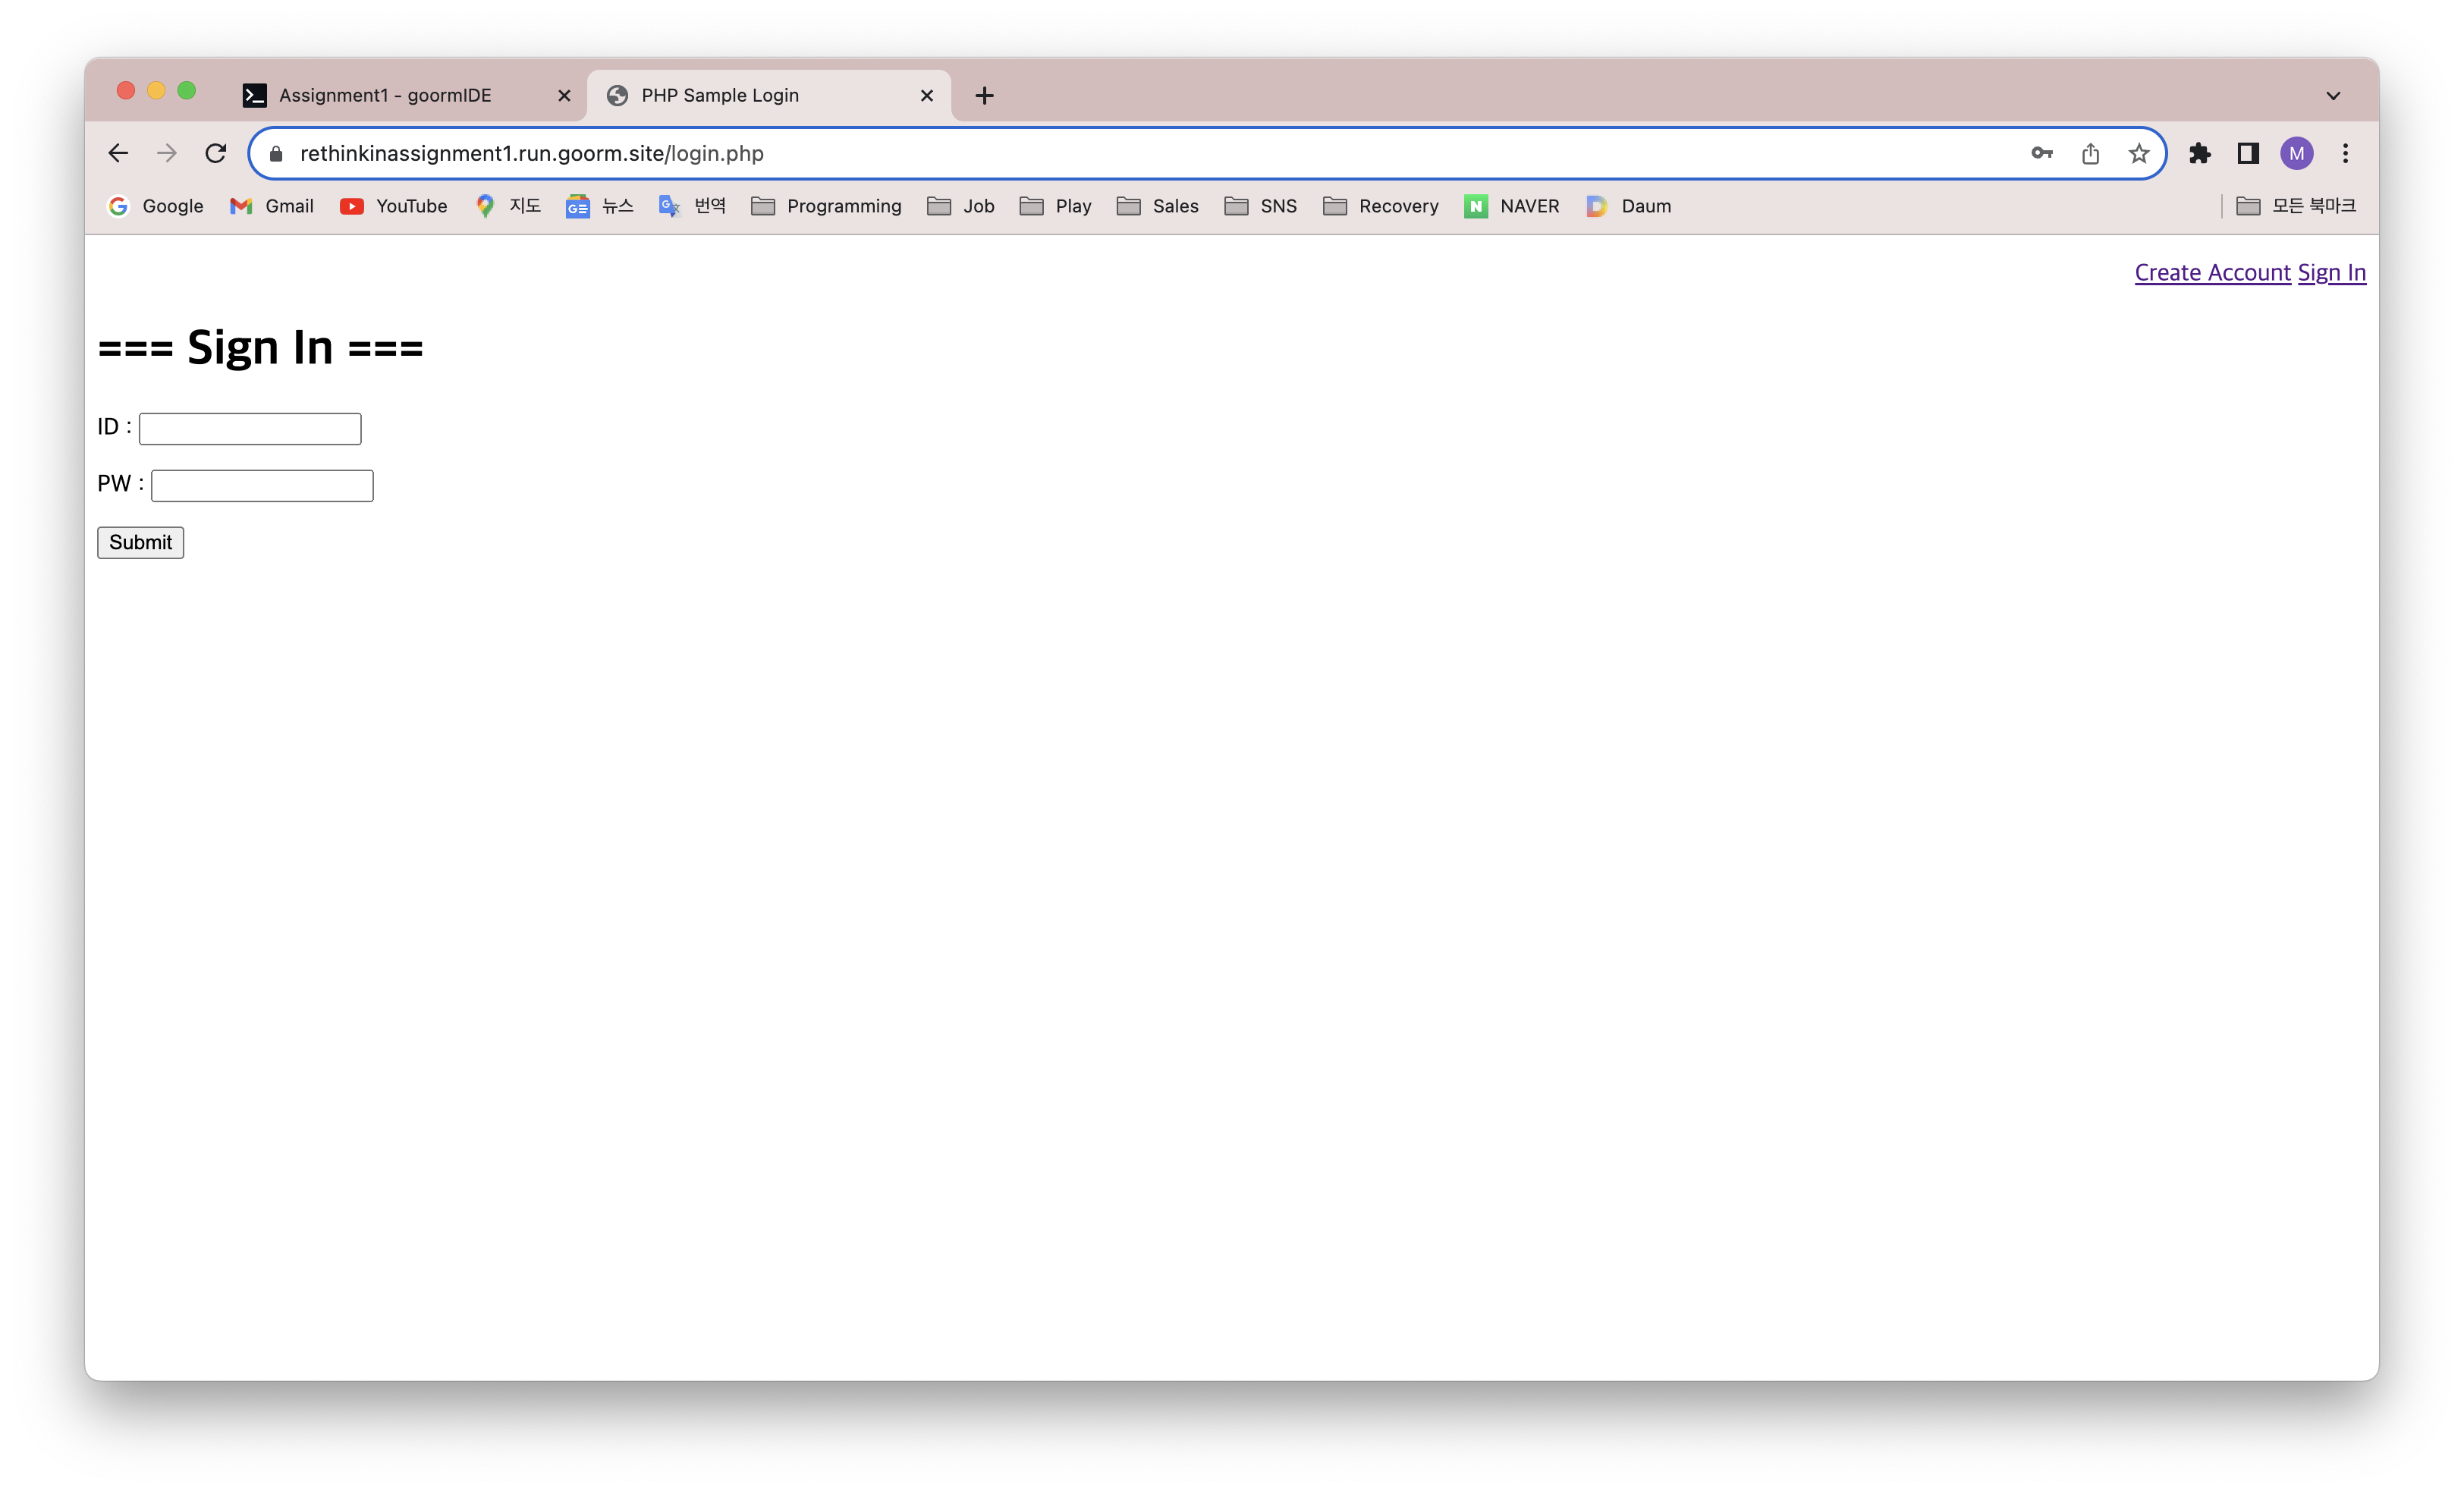 Assignment1 - goormIDE
PHP Sample Login
rethinkinassignment1.run.goorm.site/login.php
M
Google Gmail YouTube 지도 뉴스 번역 Programming Job Play Sales SNS Recovery NAVER Daum 모든 북마크
Create Account Sign In
=== Sign In ===
ID :
PW :
Submit